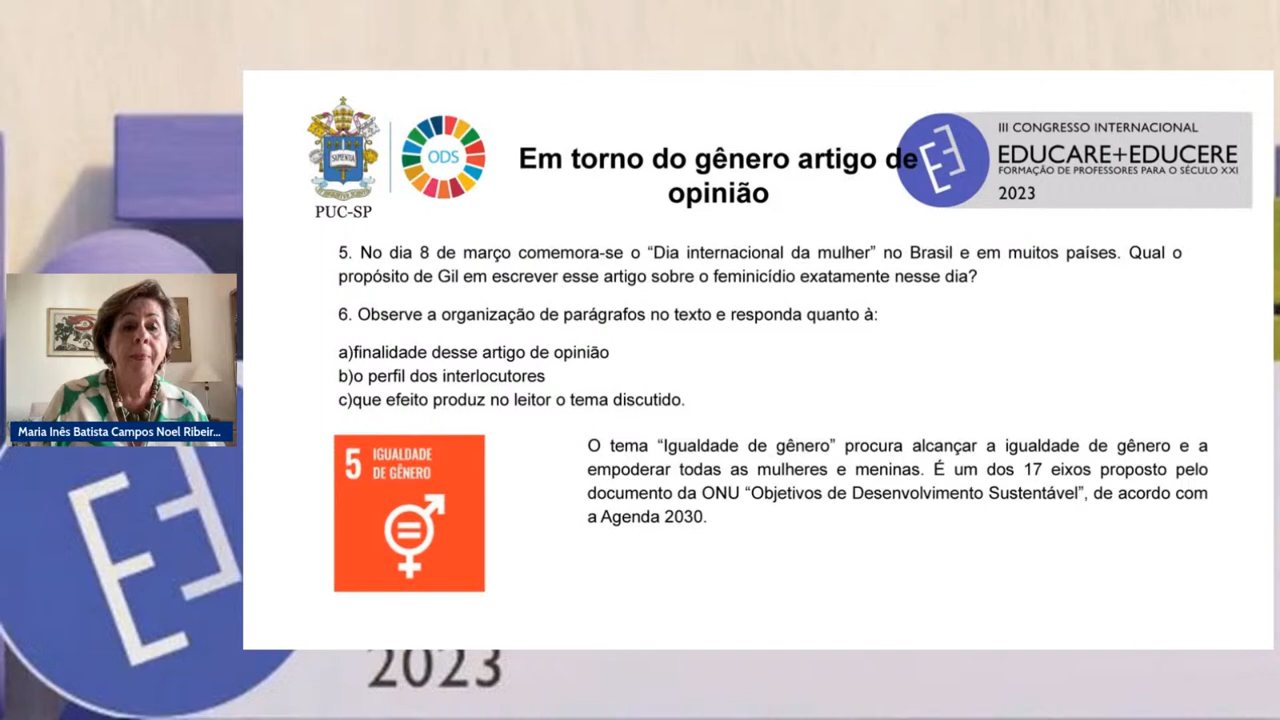 SAPIENTIA
PUC-SP
ODS
Em torno do gênero artigo de
opinião
III CONGRESSO INTERNACIONAL
EDUCARE+EDUCERE
FORMAÇÃO DE PROFESSORES PARA O SÉCULO XXI
2023
5. No dia 8 de março comemora-se o “Dia internacional da mulher” no Brasil e em muitos países. Qual o
propósito de Gil em escrever esse artigo sobre o feminicídio exatamente nesse dia?
6. Observe a organização de parágrafos no texto e responda quanto à:
a)finalidade desse artigo de opinião
b)o perfil dos interlocutores
c)que efeito produz no leitor o tema discutido.
5 IGUALDADE
DE GÊNERO
O tema “Igualdade de gênero” procura alcançar a igualdade de gênero e a
empoderar todas as mulheres e meninas. É um dos 17 eixos proposto pelo
documento da ONU “Objetivos de Desenvolvimento Sustentável”, de acordo com
a Agenda 2030.
Maria Inês Batista Campos Noel Ribeir...
2023